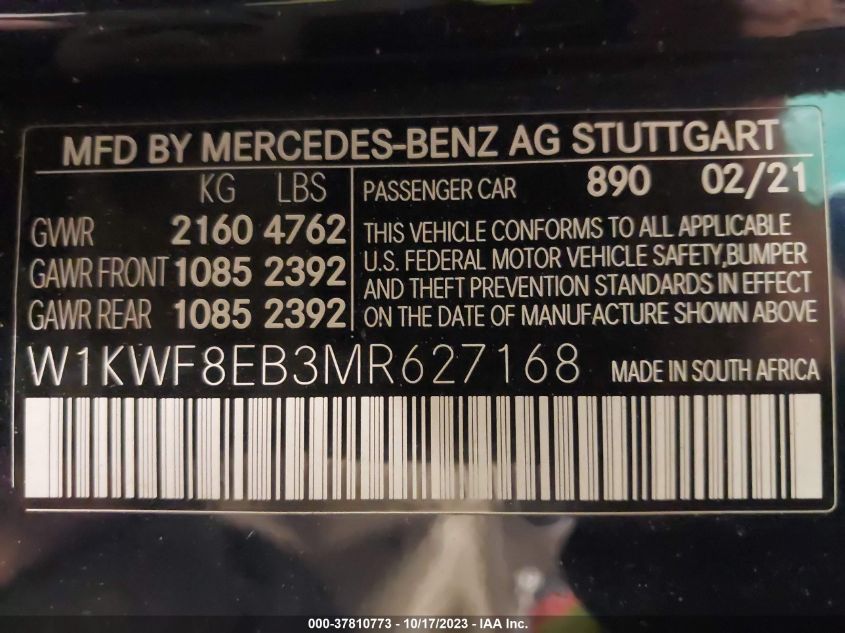 MFD BY MERCEDES-BENZ AG STUTTGART
KG LBS
GVWR 2160 4762
GAWR FRONT 1085 2392
GAWR REAR 1085 2392
PASSENGER CAR 890 02/21
THIS VEHICLE CONFORMS TO ALL APPLICABLE
U.S. FEDERAL MOTOR VEHICLE SAFETY,BUMPER
AND THEFT PREVENTION STANDARDS IN EFFECT
ON THE DATE OF MANUFACTURE SHOWN ABOVE
W1KWF8EB3MR627168 MADE IN SOUTH AFRICA
000-37810773 - 10/17/2023 - IAA Inc.